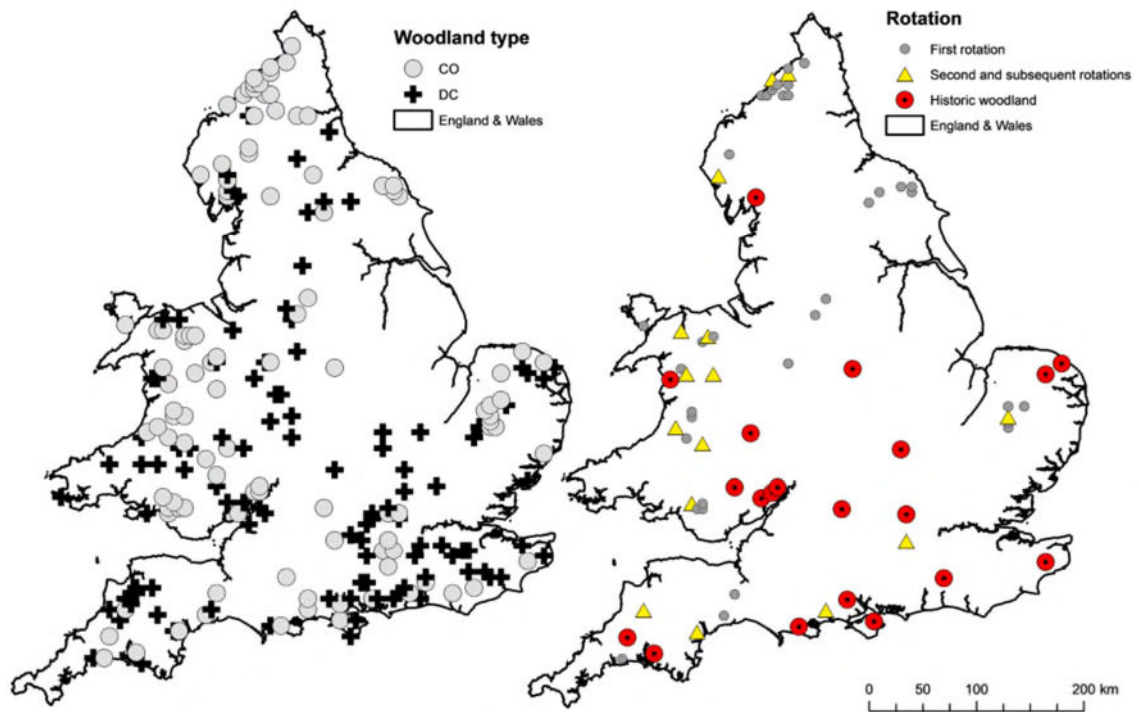 Woodland type
CO
DC
England & Wales
Rotation
First rotation
Second and subsequent rotations
Historic woodland
England & Wales
0 50 100 200 km